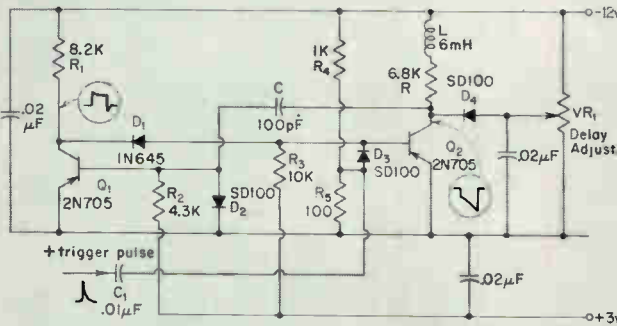 -12v
8.2K
R₁
1K
R₄
L
6mH
6.8K
R
SD100
D₄
.02
μF
C
100pF
VR₁
Delay
Adjust.
D₁
1N645
R₃
10K
D₃
SD100
Q₂
2N705
.02μF
Q₁
2N705
R₂
4.3K
SD100
D₂
R₅
100
+trigger pulse
C₁
.01μF
.02μF
+3v